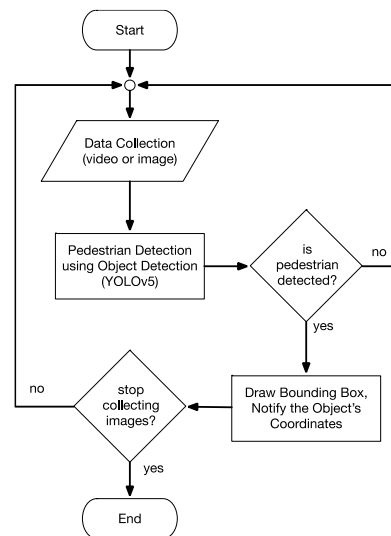 Start
Data Collection
(video or image)
Pedestrian Detection
using Object Detection
(YOLOv5)
is
pedestrian
detected?
no
yes
Draw Bounding Box,
Notify the Object's
Coordinates
stop
collecting
images?
no
yes
End